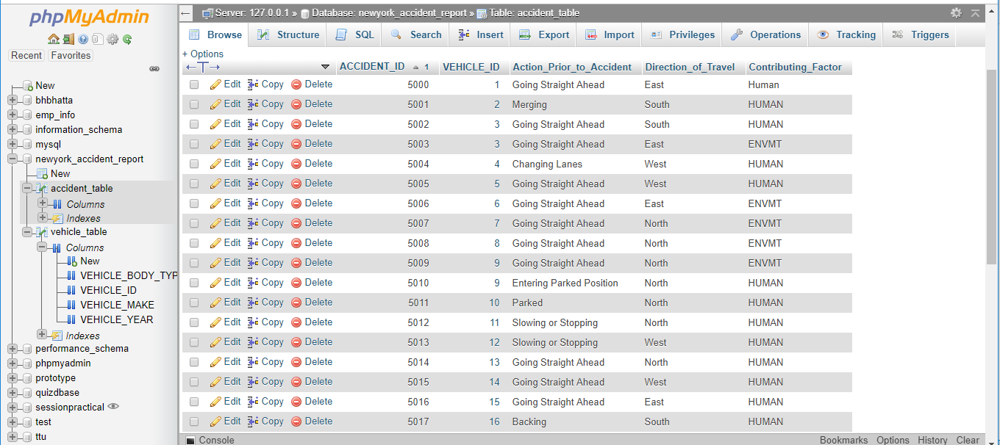 phpMyAdmin
Recent Favorites
New
bhbhatta
emp_info
information_schema
mysql
newyork_accident_report
New
accident_table
Columns
Indexes
vehicle_table
Columns
New
VEHICLE_BODY_TYP
VEHICLE_ID
VEHICLE_MAKE
VEHICLE_YEAR
Indexes
performance_schema
phpmyadmin
prototype
quizdbase
sessionpractical
test
ttu
Server: 127.0.0.1 » Database: newyork_accident_report » Table: accident_table
Browse Structure SQL Search Insert Export Import Privileges Operations Tracking Triggers
+ Options
←T→ ACCIDENT_ID 1 VEHICLE_ID Action_Prior_to_Accident Direction_of_Travel Contributing_Factor
Edit Copy Delete 5000 1 Going Straight Ahead East Human
Edit Copy Delete 5001 2 Merging South HUMAN
Edit Copy Delete 5002 3 Going Straight Ahead South HUMAN
Edit Copy Delete 5003 3 Going Straight Ahead East ENVMT
Edit Copy Delete 5004 4 Changing Lanes West HUMAN
Edit Copy Delete 5005 5 Going Straight Ahead West HUMAN
Edit Copy Delete 5006 6 Going Straight Ahead East ENVMT
Edit Copy Delete 5007 7 Going Straight Ahead North ENVMT
Edit Copy Delete 5008 8 Going Straight Ahead North ENVMT
Edit Copy Delete 5009 9 Going Straight Ahead North ENVMT
Edit Copy Delete 5010 9 Entering Parked Position North HUMAN
Edit Copy Delete 5011 10 Parked North HUMAN
Edit Copy Delete 5012 11 Slowing or Stopping North HUMAN
Edit Copy Delete 5013 12 Slowing or Stopping West HUMAN
Edit Copy Delete 5014 13 Going Straight Ahead North HUMAN
Edit Copy Delete 5015 14 Going Straight Ahead West HUMAN
Edit Copy Delete 5016 15 Going Straight Ahead East HUMAN
Edit Copy Delete 5017 16 Backing South HUMAN
Console Bookmarks Options History Clear